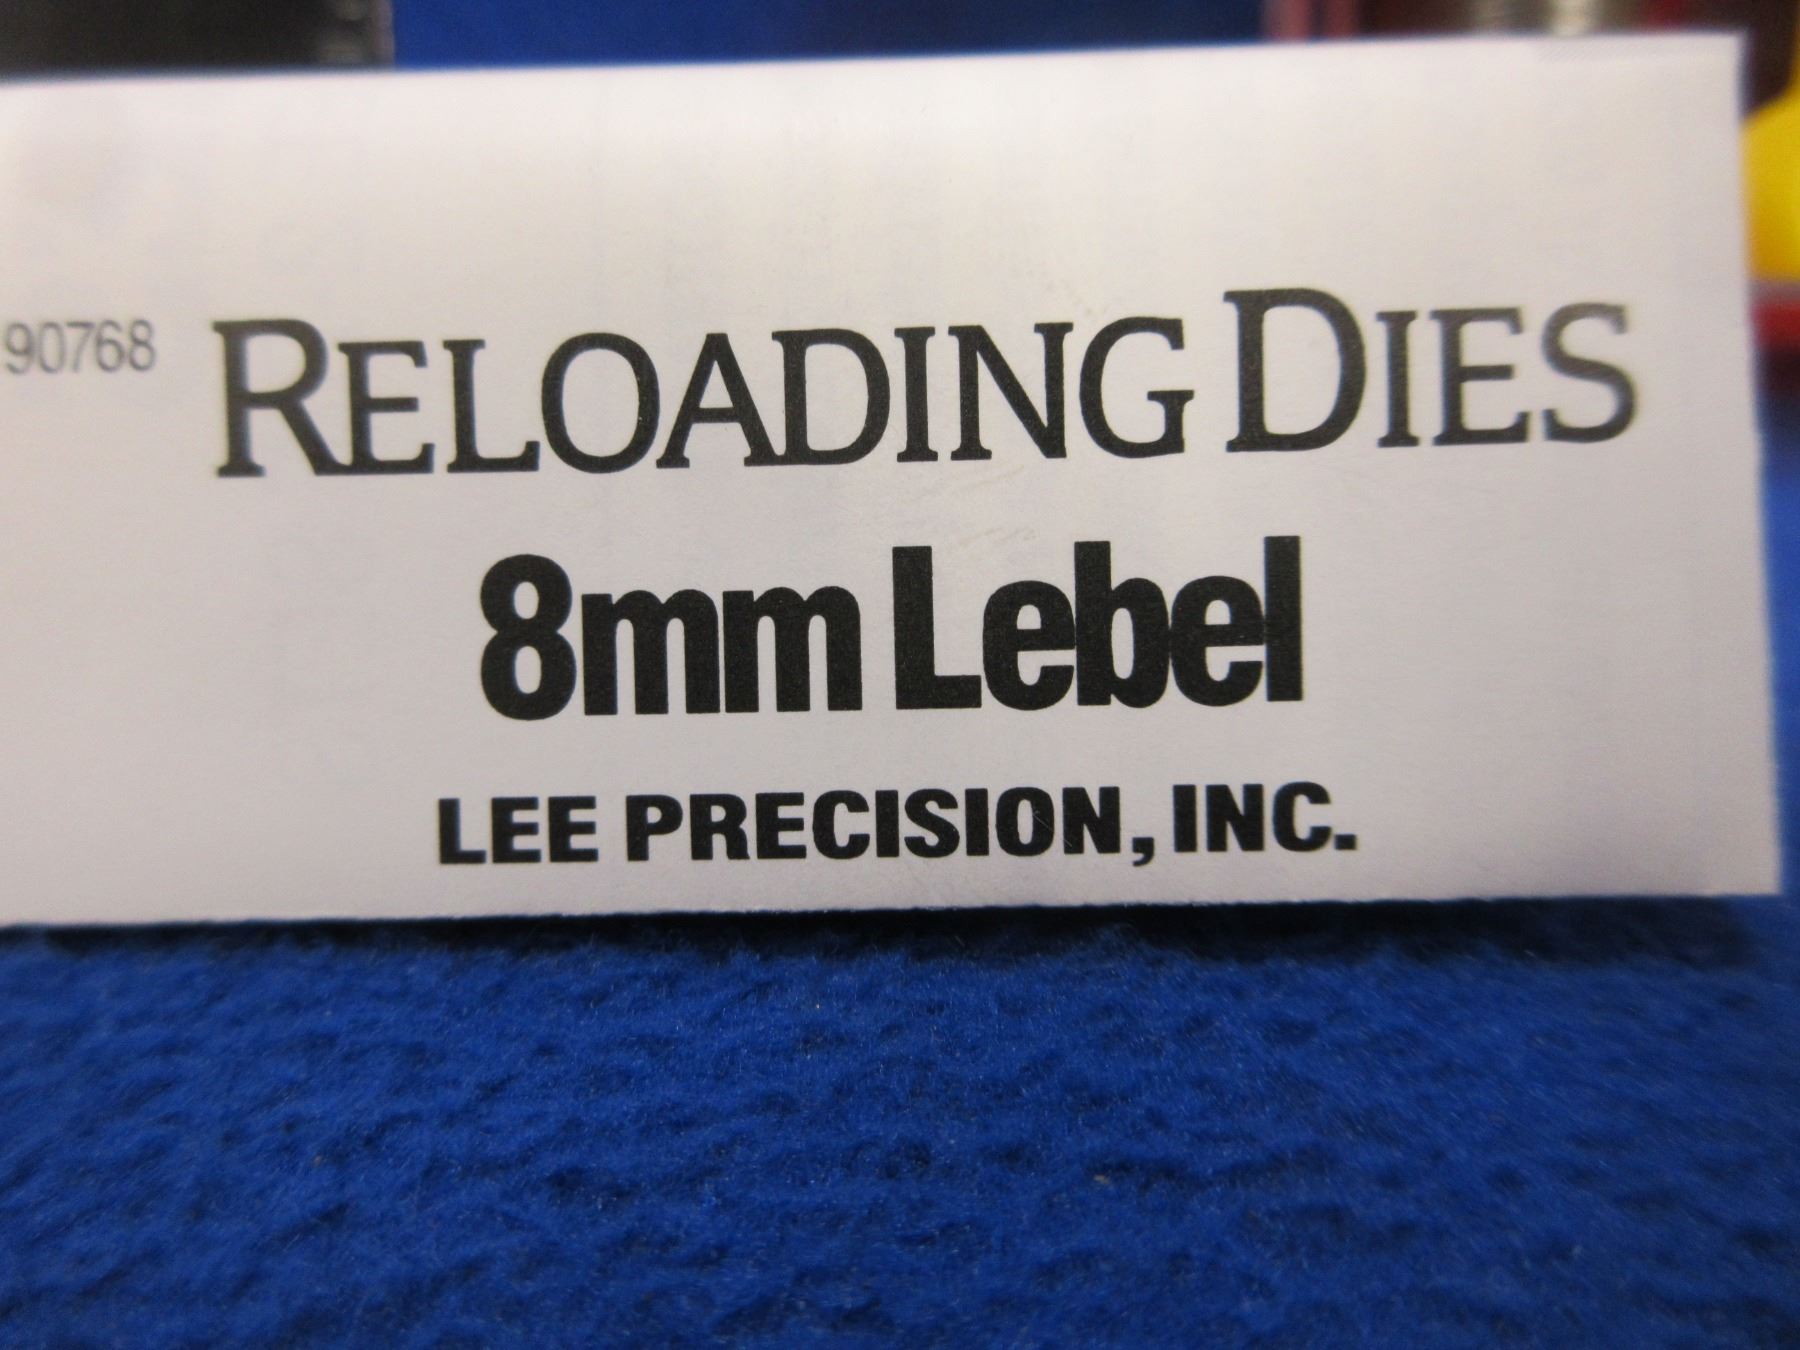 90768 RELOADING DIES
8mm Lebel
LEE PRECISION, INC.